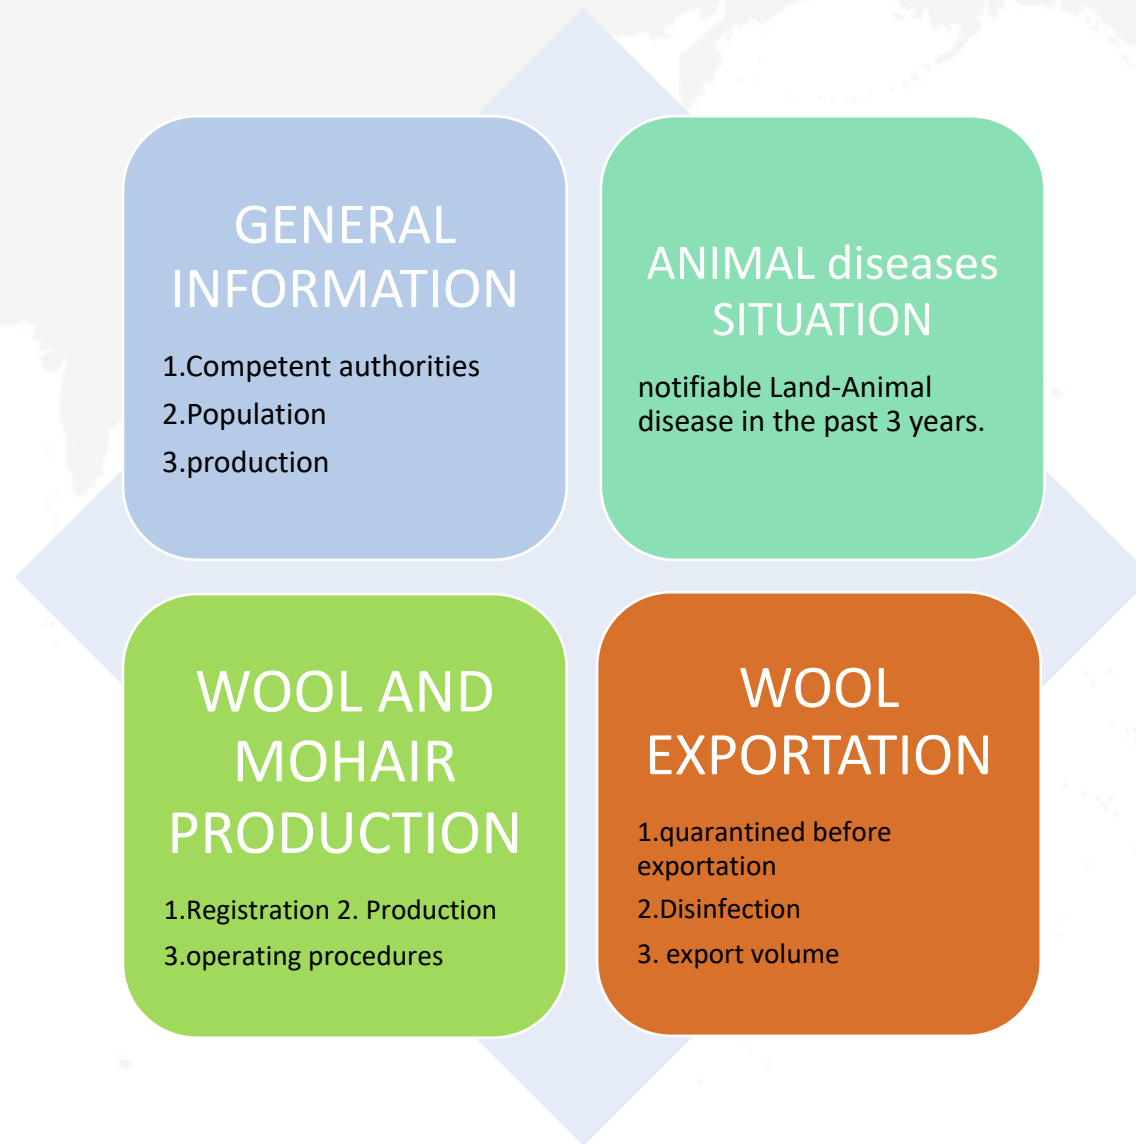 GENERAL
INFORMATION
1.Competent authorities
2.Population
3.production
ANIMAL diseases
SITUATION
notifiable Land-Animal
disease in the past 3 years.
WOOL AND
MOHAIR
PRODUCTION
1.Registration 2. Production
3.operating procedures
WOOL
EXPORTATION
1.quarantined before
exportation
2.Disinfection
3. export volume